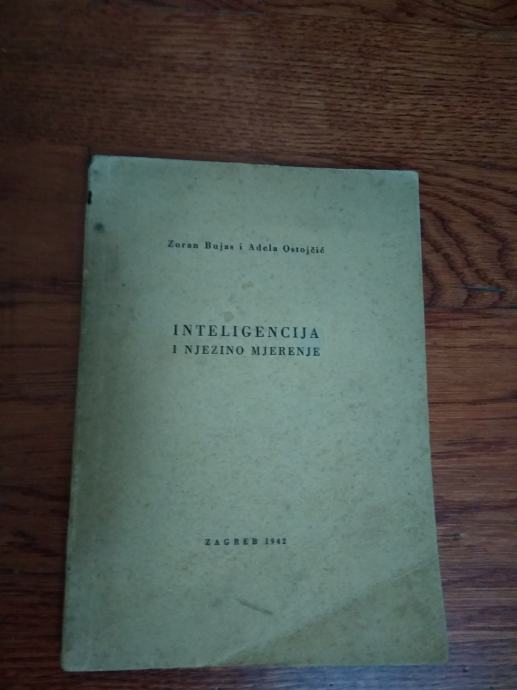 Zoran Bujas i Adela Ostojčić
INTELIGENCIJA
I NJEZINO MJERENJE
ZAGREB 1942